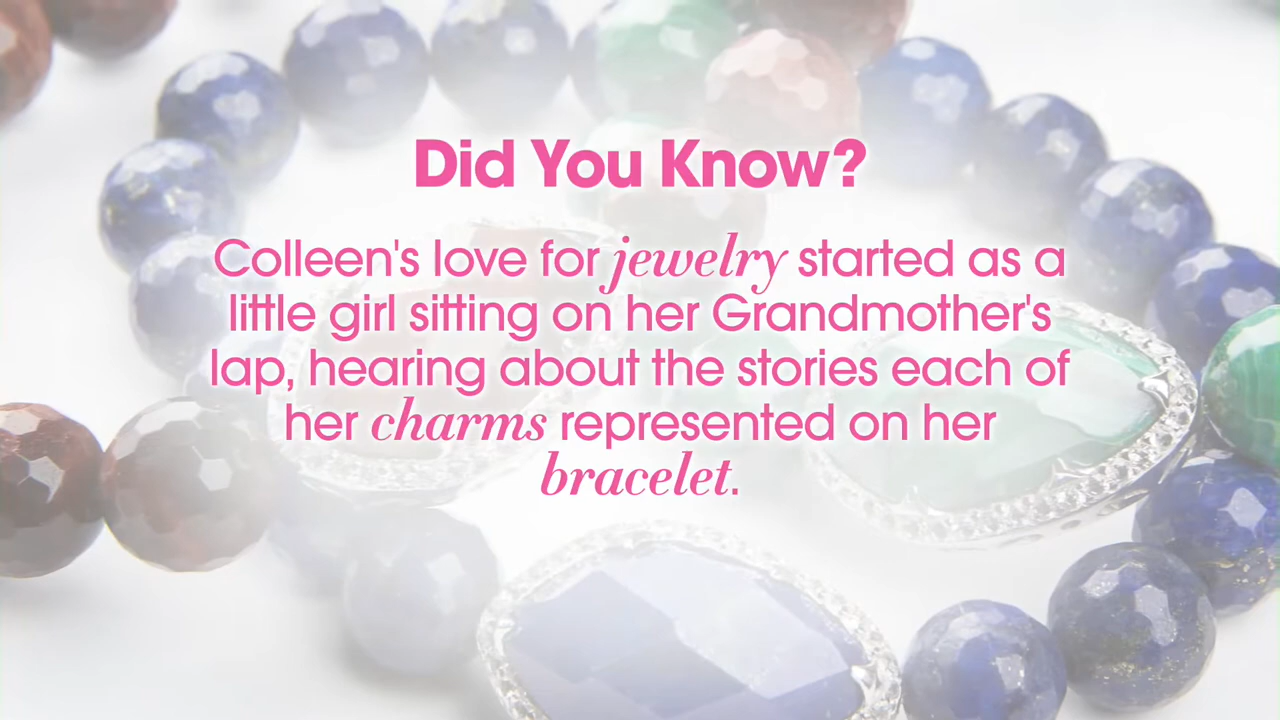 Did You Know?
Colleen's love for jewelry started as a
little girl sitting on her Grandmother's
lap, hearing about the stories each of
her charms represented on her
bracelet.